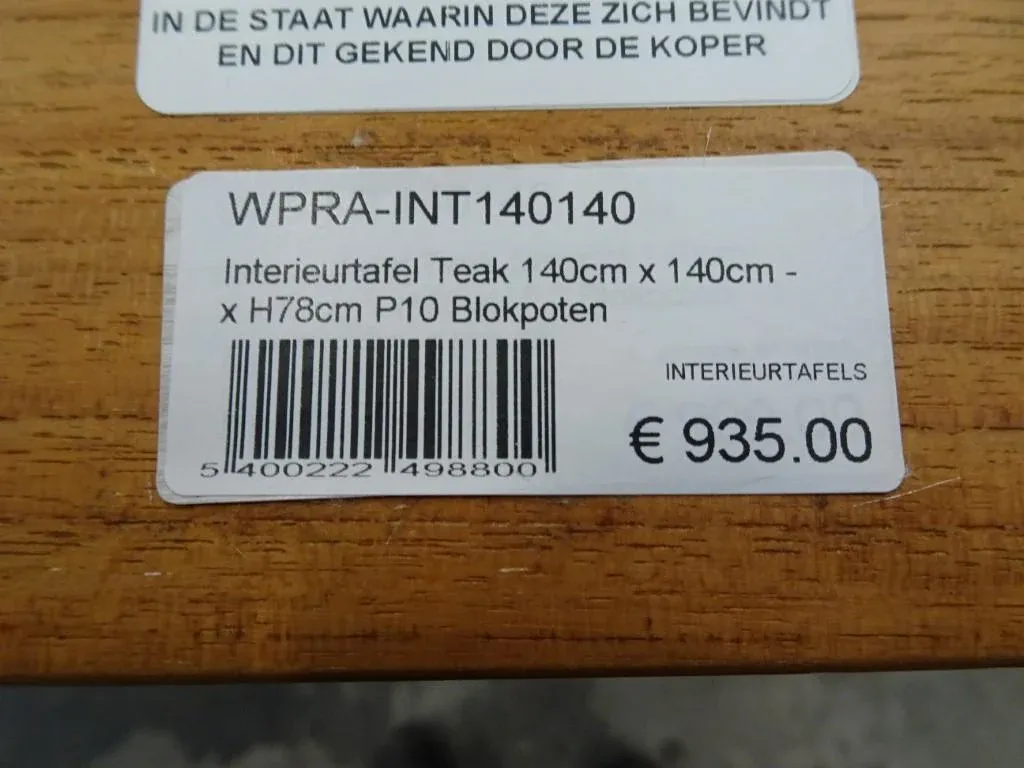 IN DE STAAT WAARIN DEZE ZICH BEVINDT
EN DIT GEKEND DOOR DE KOPER
WPRA-INT140140
Interieurtafel Teak 140cm x 140cm -
x H78cm P10 Blokpoten
INTERIEURTAFELS
€ 935.00
5 400222 498800